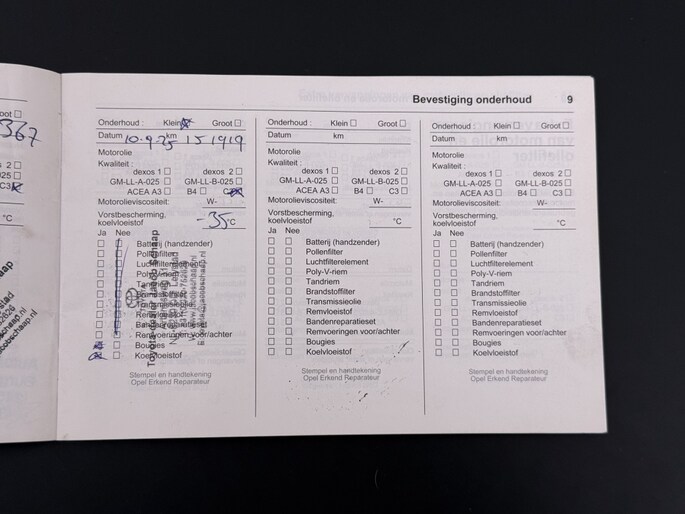 Bevestiging onderhoud 9
oot
367
s 2
025
C3
°C
Onderhoud : Klein Groot
Datum 10-9-25 km 151919
Motorolie
Kwaliteit :
dexos 1 dexos 2
GM-LL-A-025 GM-LL-B-025
ACEA A3 B4 C3
Motorolieviscositeit: W-
Vorstbescherming,
koelvloeistof -35 °C
Ja Nee
Batterij (handzender)
Pollenfilter
Luchtfilterelement
Poly-V-riem
Tandriem
Brandstoffilter
Transmissieolie
Remvloeistof
Bandenreparatieset
Remvoeringen voor/achter
Bougies
Koelvloeistof
Stempel en handtekening
Opel Erkend Reparateur
Onderhoud : Klein Groot
Datum km
Motorolie
Kwaliteit :
dexos 1 dexos 2
GM-LL-A-025 GM-LL-B-025
ACEA A3 B4 C3
Motorolieviscositeit: W-
Vorstbescherming,
koelvloeistof °C
Ja Nee
Batterij (handzender)
Pollenfilter
Luchtfilterelement
Poly-V-riem
Tandriem
Brandstoffilter
Transmissieolie
Remvloeistof
Bandenreparatieset
Remvoeringen voor/achter
Bougies
Koelvloeistof
Stempel en handtekening
Opel Erkend Reparateur
Onderhoud : Klein Groot
Datum km
Motorolie
Kwaliteit :
dexos 1 dexos 2
GM-LL-A-025 GM-LL-B-025
ACEA A3 B4 C3
Motorolieviscositeit: W-
Vorstbescherming,
koelvloeistof °C
Ja Nee
Batterij (handzender)
Pollenfilter
Luchtfilterelement
Poly-V-riem
Tandriem
Brandstoffilter
Transmissieolie
Remvloeistof
Bandenreparatieset
Remvoeringen voor/achter
Bougies
Koelvloeistof
Stempel en handtekening
Opel Erkend Reparateur